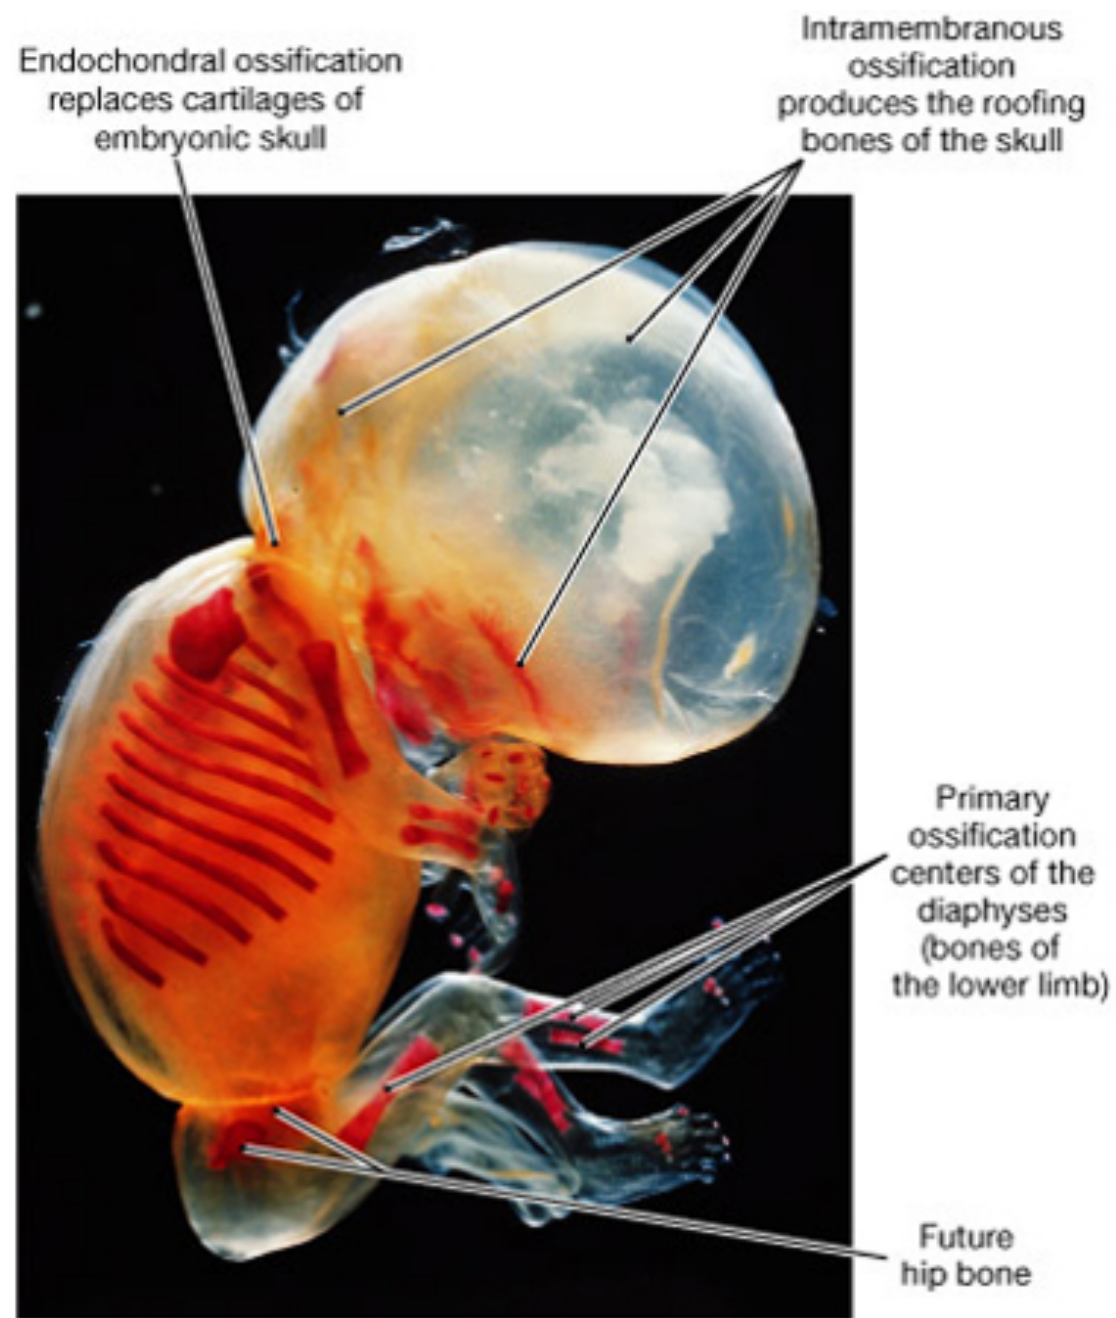 Endochondral ossification
replaces cartilages of
embryonic skull
Intramembranous
ossification
produces the roofing
bones of the skull
Primary
ossification
centers of the
diaphyses
(bones of
the lower limb)
Future
hip bone